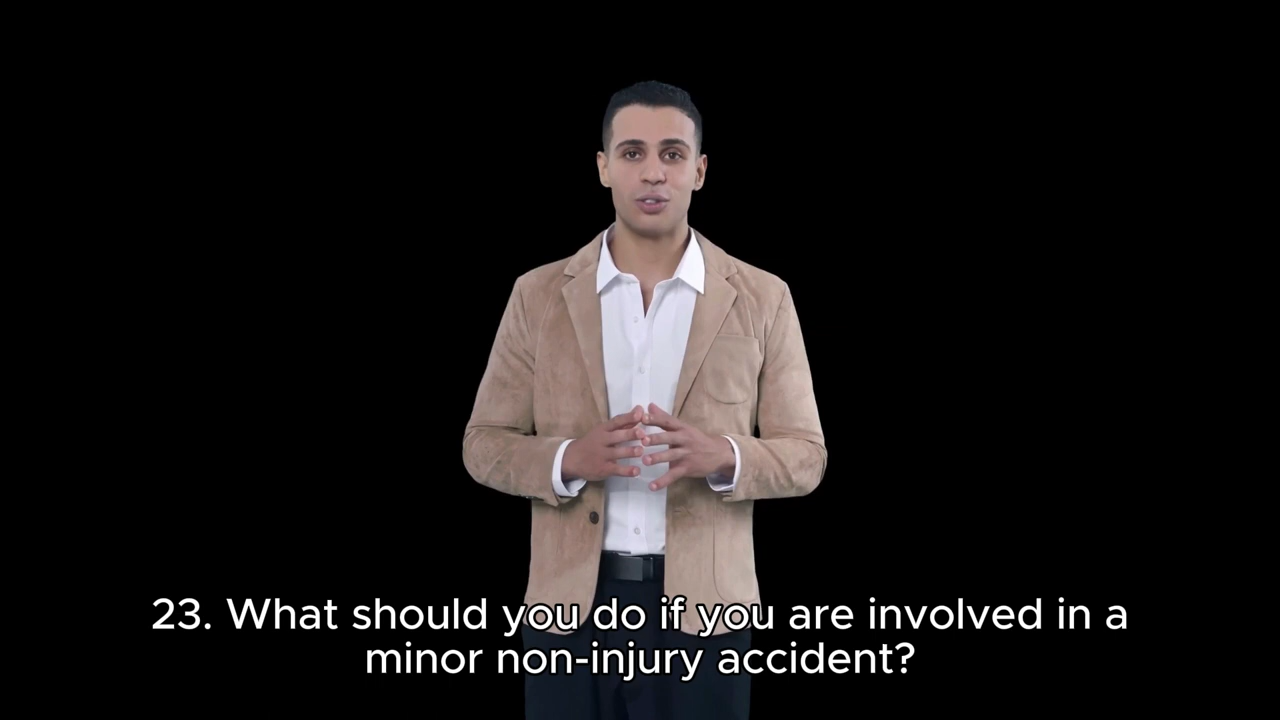 23. What should you do if you are involved in a
minor non-injury accident?